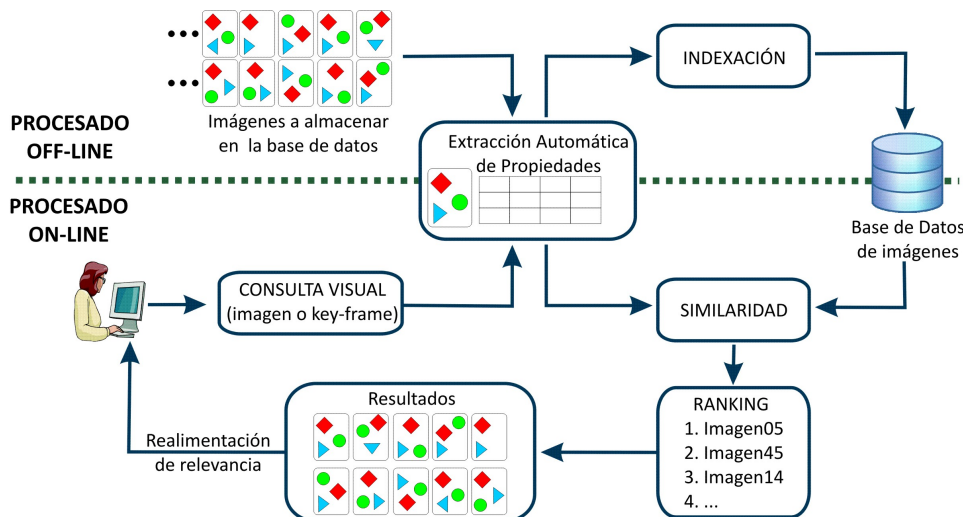 INDEXACIÓN
Imágenes a almacenar
en la base de datos
PROCESADO
OFF-LINE
Extracción Automática
de Propiedades
PROCESADO
ON-LINE
Base de Datos
de imágenes
CONSULTA VISUAL
(imagen o key-frame)
SIMILARIDAD
Resultados
RANKING
1. Imagen05
2. Imagen45
3. Imagen14
4. ...
Realimentación
de relevancia